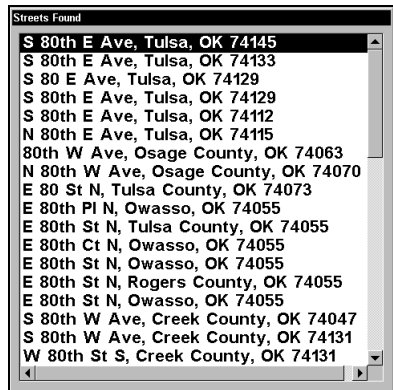 Streets Found
S 80th E Ave, Tulsa, OK 74145
S 80th E Ave, Tulsa, OK 74133
S 80 E Ave, Tulsa, OK 74129
S 80th E Ave, Tulsa, OK 74129
S 80th E Ave, Tulsa, OK 74112
N 80th E Ave, Tulsa, OK 74115
80th W Ave, Osage County, OK 74063
N 80th W Ave, Osage County, OK 74070
E 80 St N, Tulsa County, OK 74073
E 80th Pl N, Owasso, OK 74055
E 80th St N, Tulsa County, OK 74055
E 80th Ct N, Owasso, OK 74055
E 80th St N, Owasso, OK 74055
E 80th St N, Rogers County, OK 74055
E 80th St N, Owasso, OK 74055
S 80th W Ave, Creek County, OK 74047
S 80th W Ave, Creek County, OK 74131
W 80th St S, Creek County, OK 74131